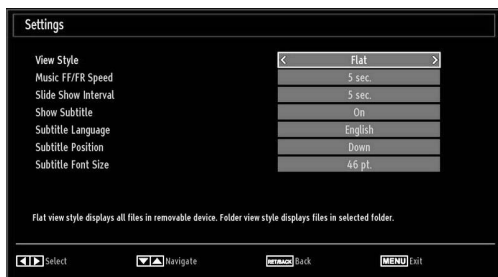 Settings
View Style < Flat >
Music FF/FR Speed 5 sec.
Slide Show Interval 5 sec.
Show Subtitle On
Subtitle Language English
Subtitle Position Down
Subtitle Font Size 46 pt.
Flat view style displays all files in removable device. Folder view style displays files in selected folder.
Select Navigate RET/BACK Back MENU Exit